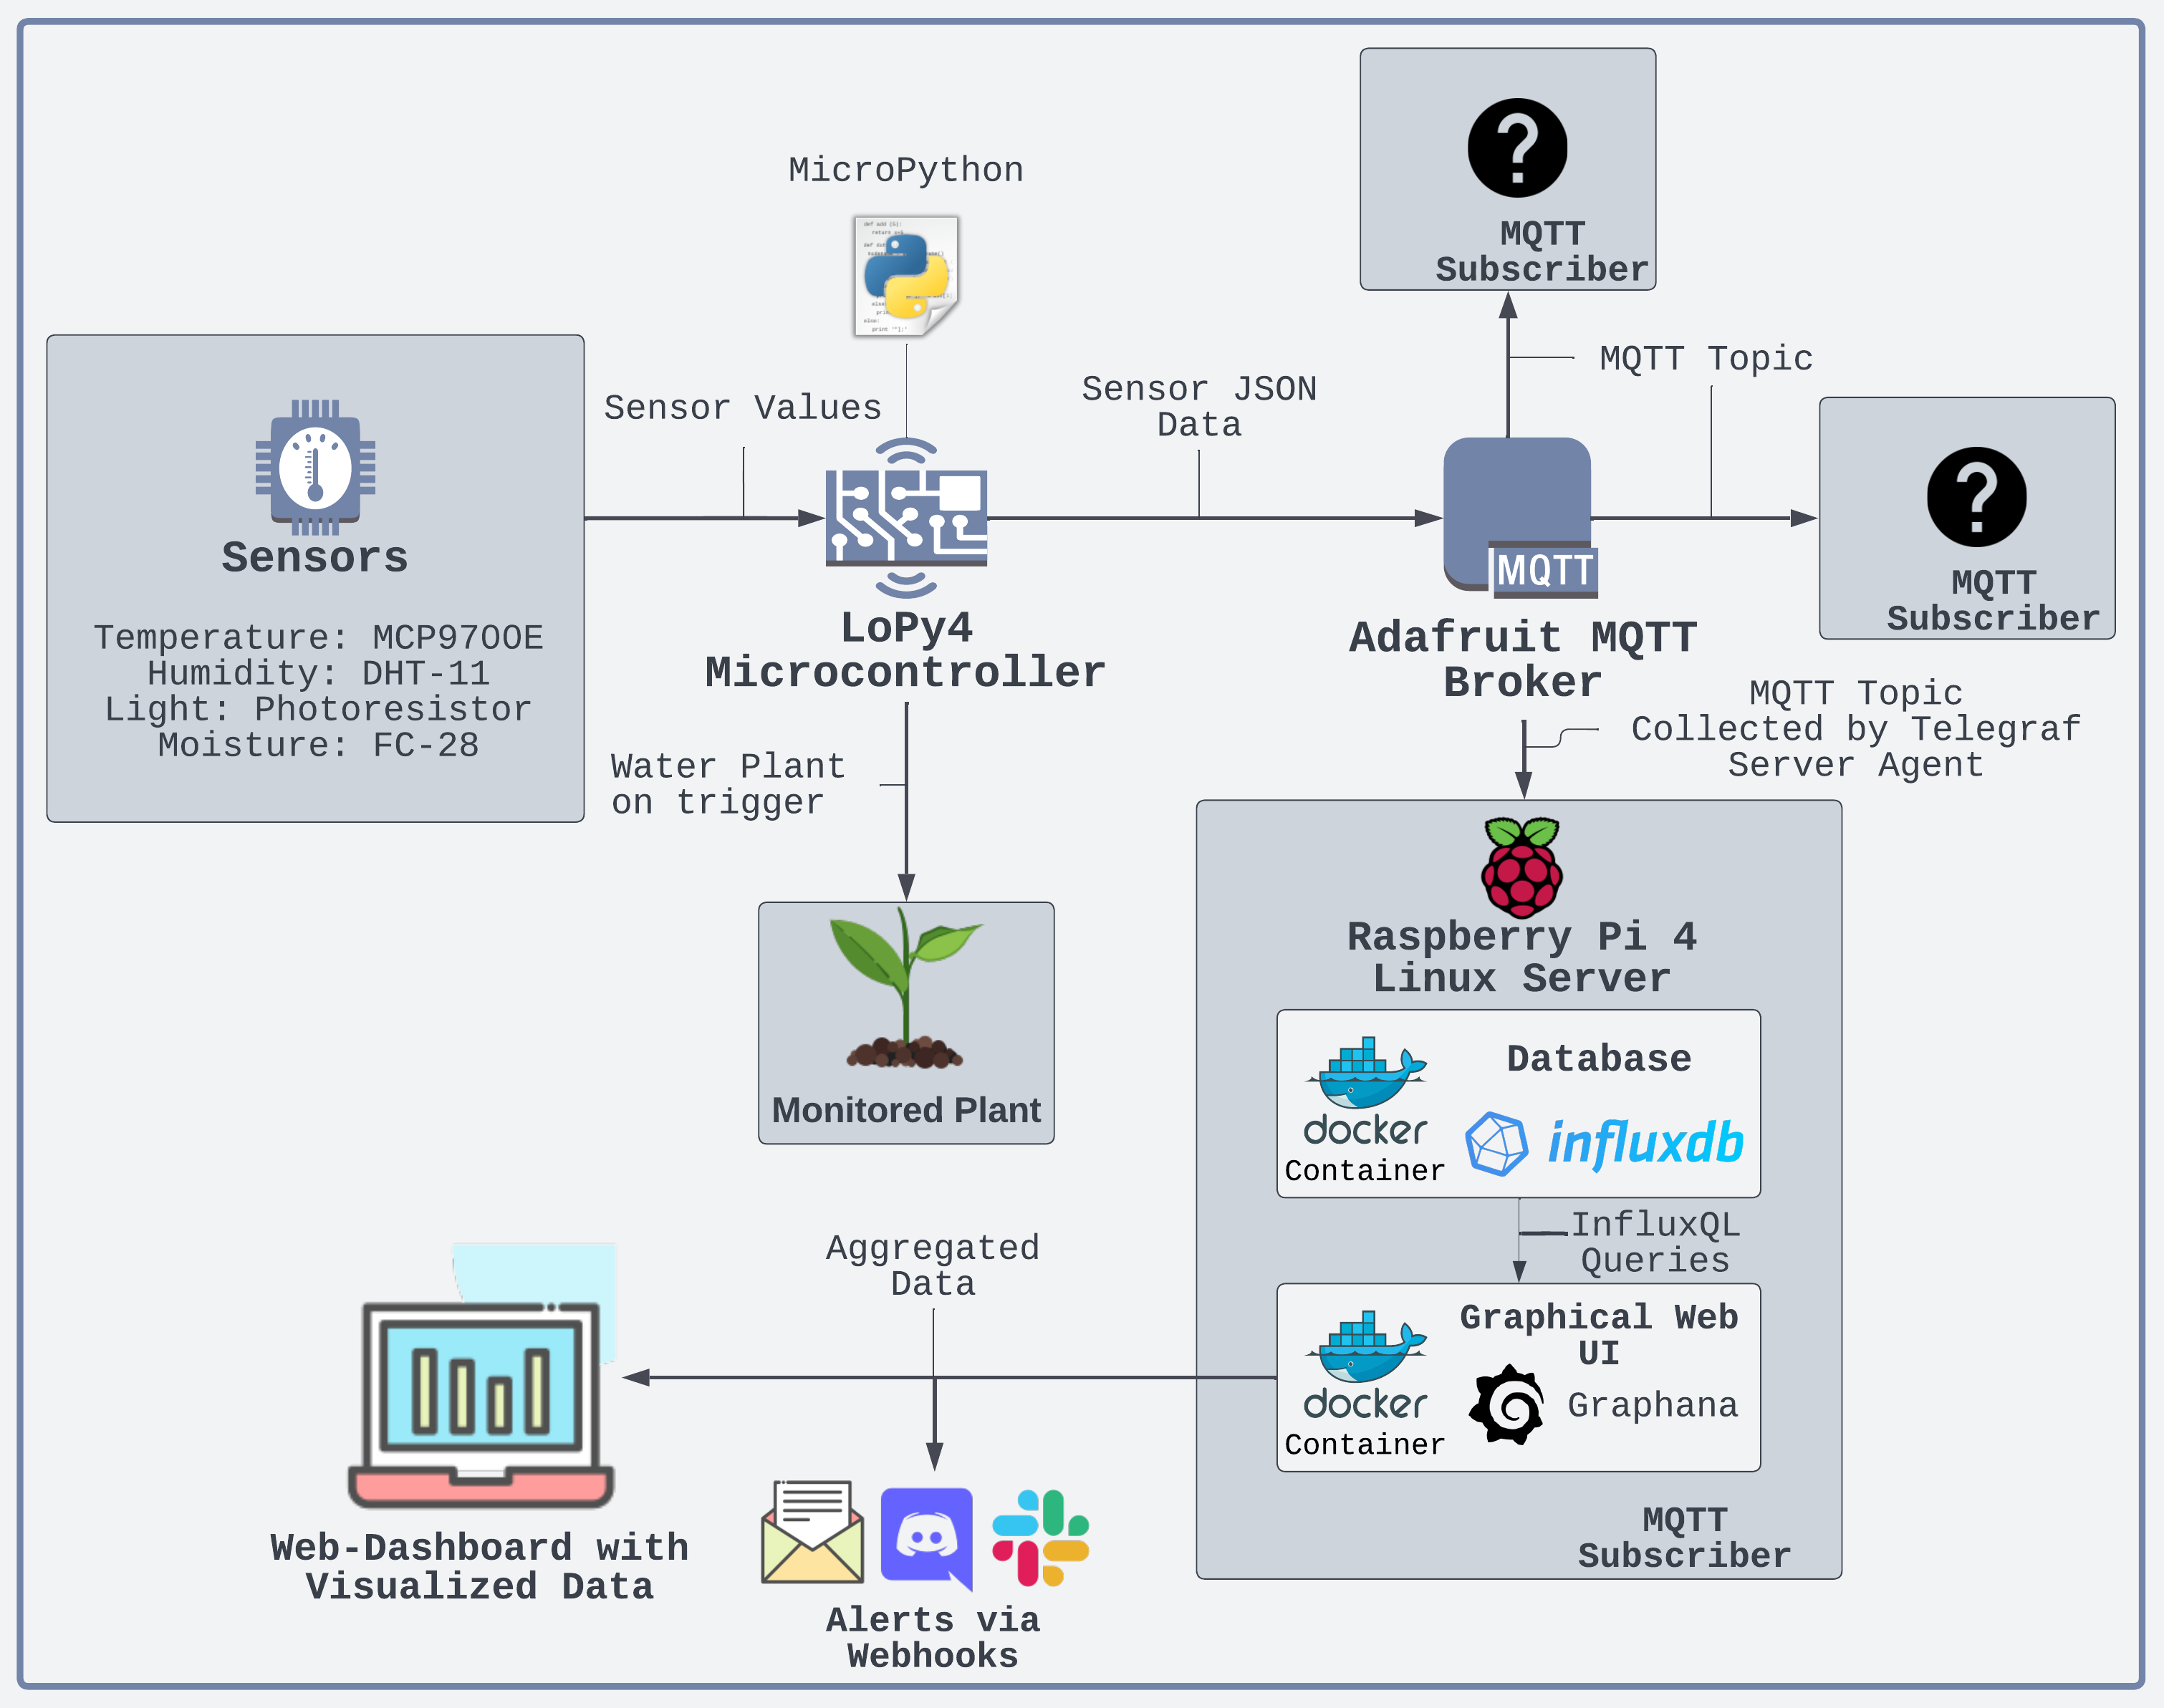 MicroPython
def add (5):
MQTT
Subscriber
MQTT Topic
Sensor Values
Sensor JSON
Data
Sensors
Temperature: MCP9700E
Humidity: DHT-11
Light: Photoresistor
Moisture: FC-28
LoPy4
Microcontroller
MQTT
Adafruit MQTT
Broker
MQTT
Subscriber
MQTT Topic
Collected by Telegraf
Server Agent
Water Plant
on trigger
Monitored Plant
Raspberry Pi 4
Linux Server
docker
Container
Database
influxdb
InfluxQL
Queries
docker
Container
Graphical Web
UI
Graphana
MQTT
Subscriber
Aggregated
Data
Web-Dashboard with
Visualized Data
Alerts via
Webhooks